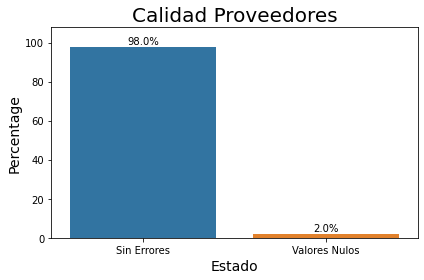 Calidad Proveedores
Percentage
100
80
60
40
20
0
98.0%
2.0%
Sin Errores
Valores Nulos
Estado